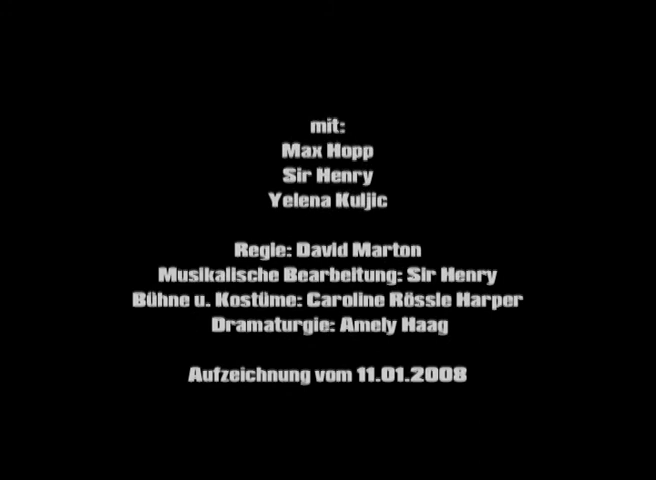 mit:
Max Hopp
Sir Henry
Yelena Kuljic
Regie: David Marton
Musikalische Bearbeitung: Sir Henry
Bühne u. Kostüme: Caroline Rössle Harper
Dramaturgie: Amely Haag
Aufzeichnung vom 11.01.2008